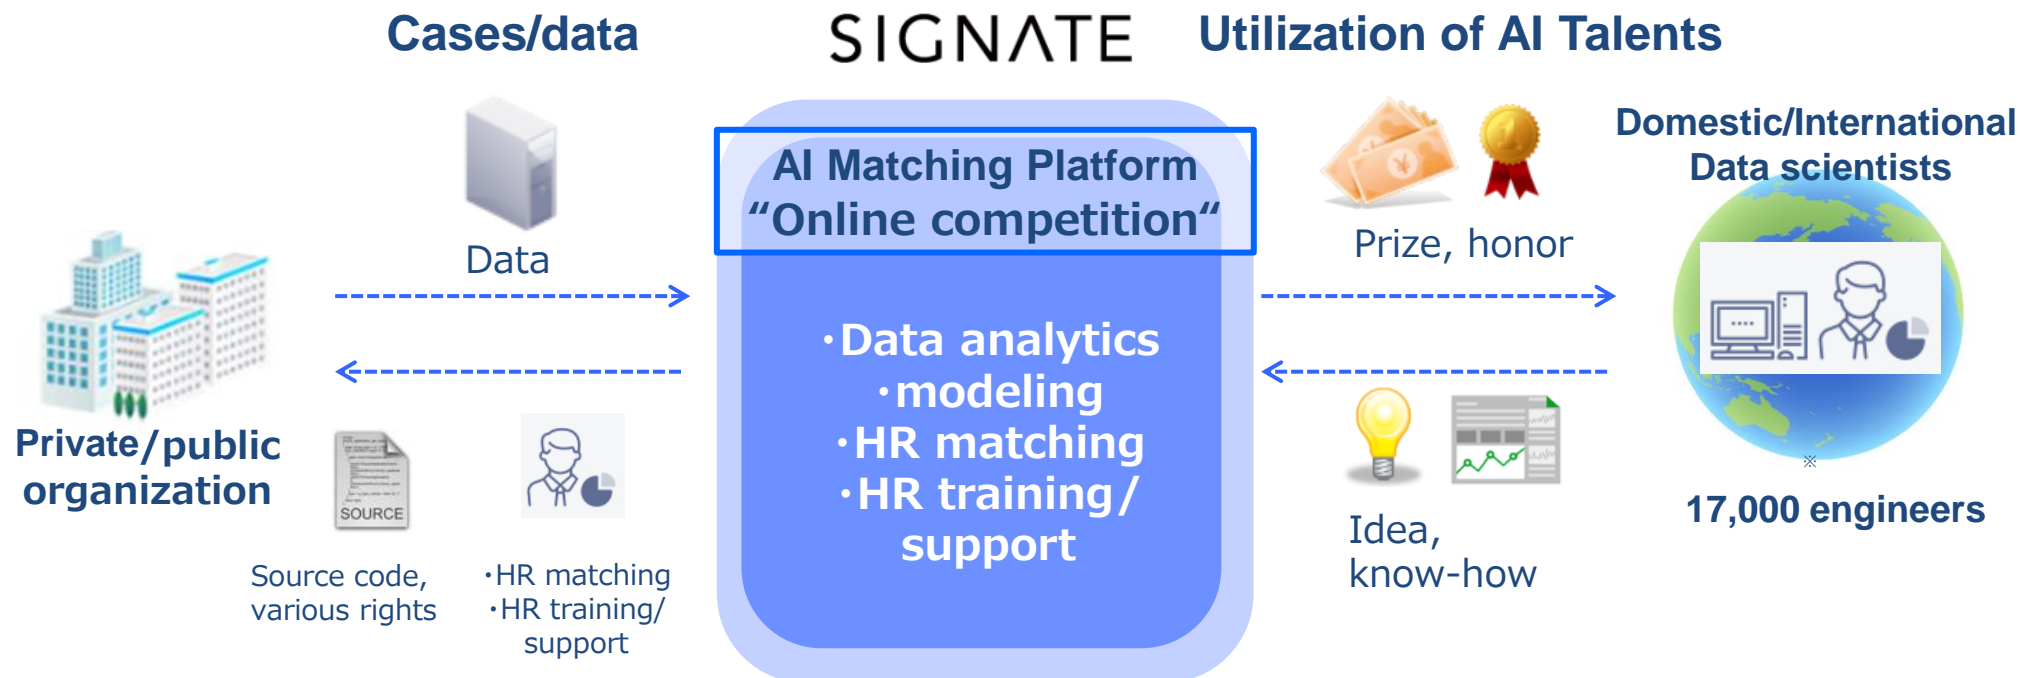 Cases/data
SIGNATE
Utilization of AI Talents
Data
Private/public
organization
SOURCE
Source code,
various rights
・HR matching
・HR training/
support
AI Matching Platform
“Online competition“
・Data analytics
・modeling
・HR matching
・HR training/
support
Prize, honor
Idea,
know-how
Domestic/International
Data scientists
※
17,000 engineers